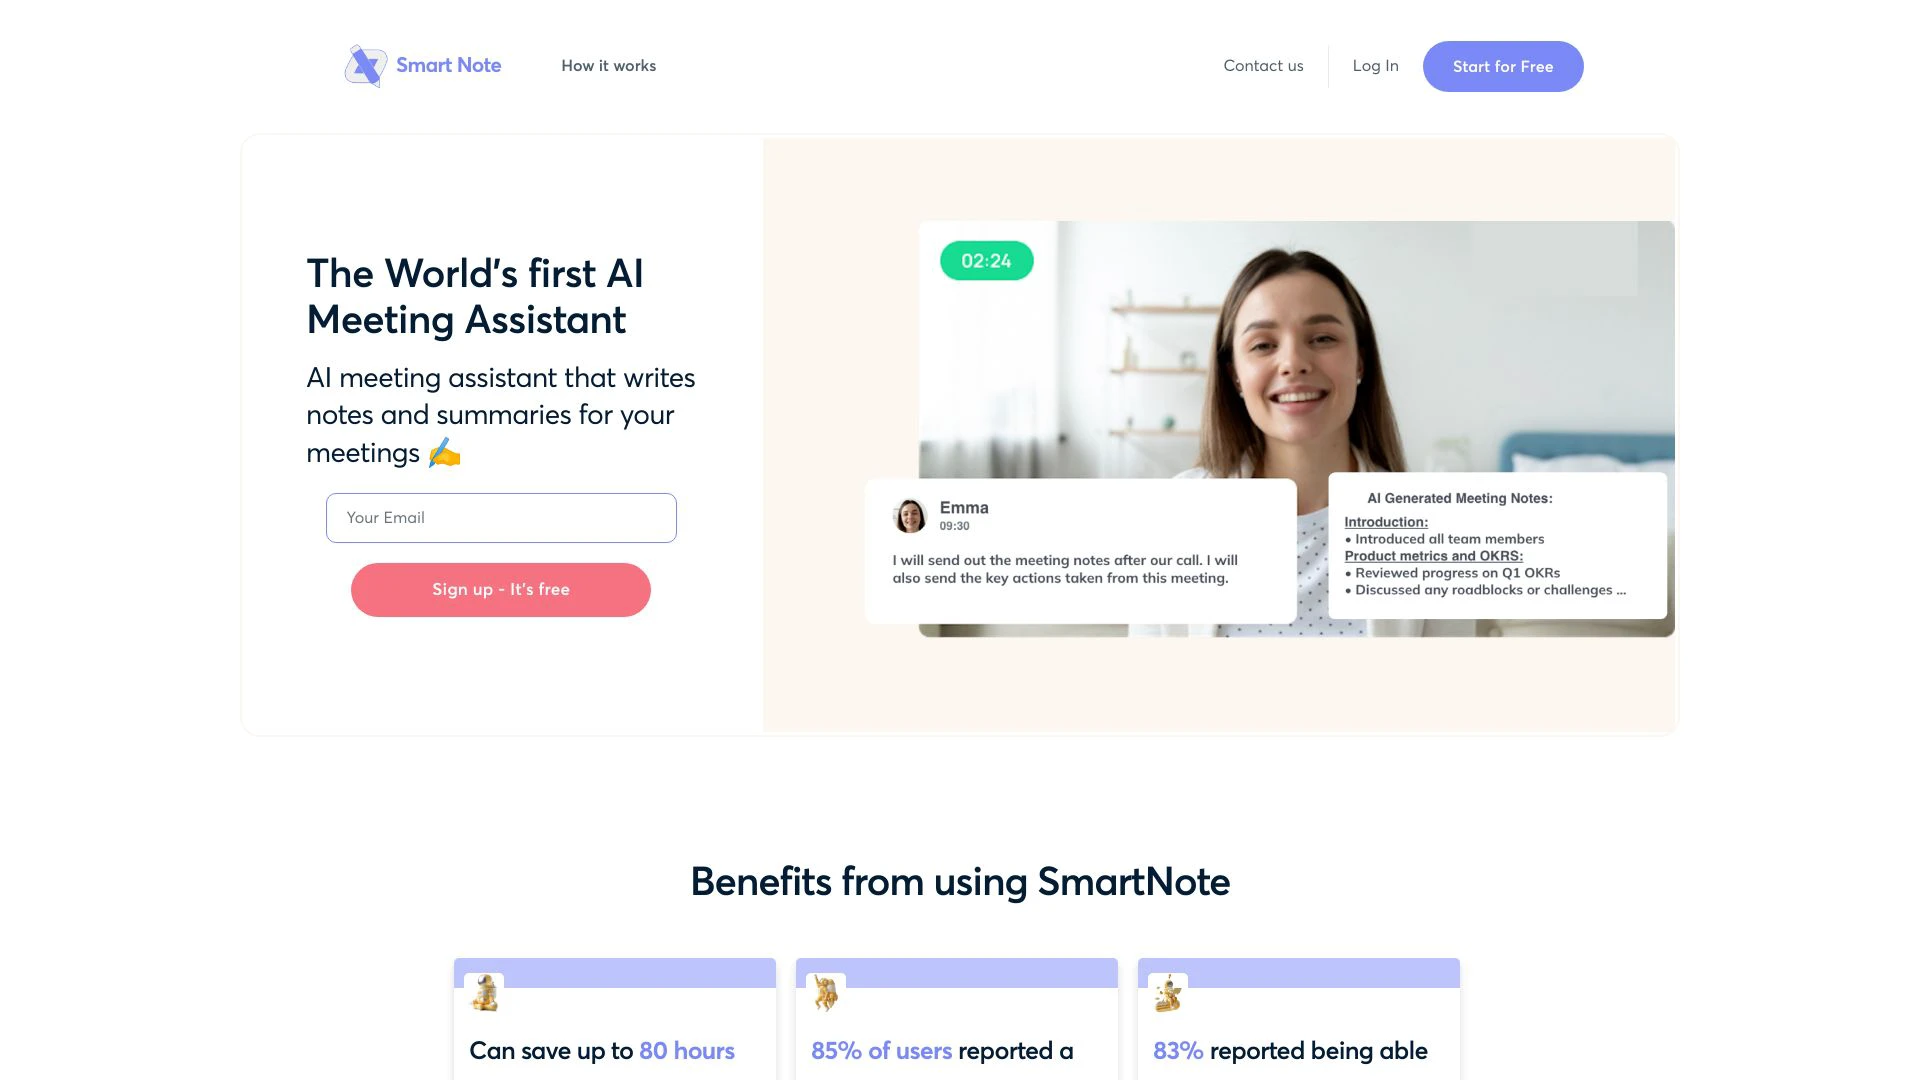 Smart Note
How it works
Contact us
Log In
Start for Free
The World's first AI
Meeting Assistant
AI meeting assistant that writes
notes and summaries for your
meetings ✍️
Your Email
Sign up - It's free
02:24
Emma
09:30
I will send out the meeting notes after our call. I will
also send the key actions taken from this meeting.
AI Generated Meeting Notes:
Introduction:
• Introduced all team members
Product metrics and OKRS:
• Reviewed progress on Q1 OKRs
• Discussed any roadblocks or challenges ...
Benefits from using SmartNote
Can save up to 80 hours
85% of users reported a
83% reported being able